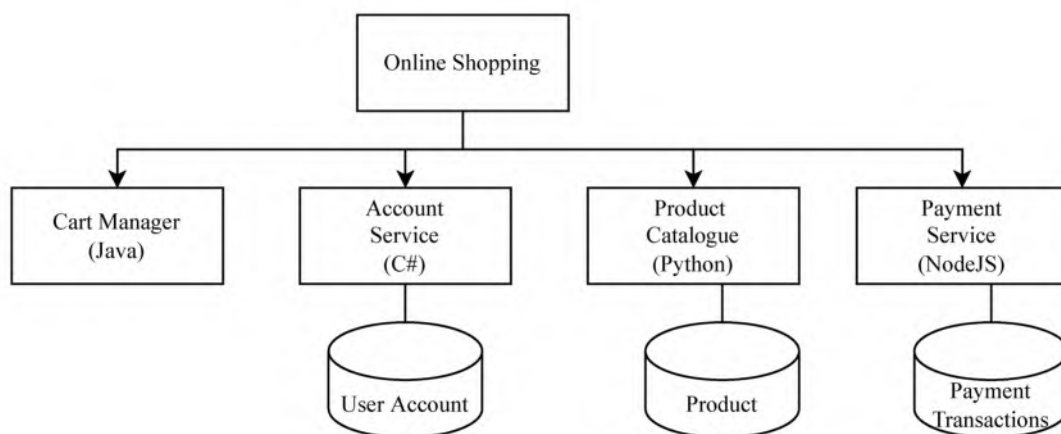 Online Shopping
Cart Manager
(Java)
Account
Service
(C#)
Product
Catalogue
(Python)
Payment
Service
(NodeJS)
User Account
Product
Payment
Transactions